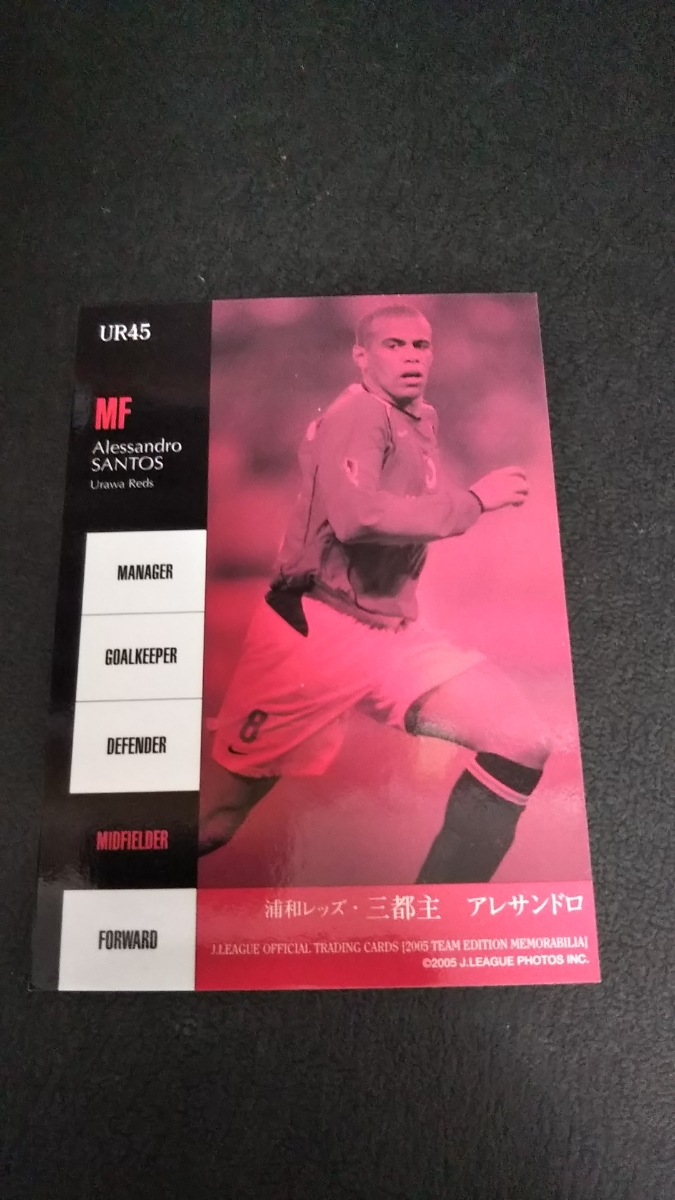 UR45
MF
Alessandro
SANTOS
Urawa Reds
MANAGER
GOALKEEPER
DEFENDER
MIDFIELDER
FORWARD
8
浦和レッズ・三都主 アレサンドロ
J.LEAGUE OFFICIAL TRADING CARDS [2005 TEAM EDITION MEMORABILIA]
©2005 J.LEAGUE PHOTOS INC.